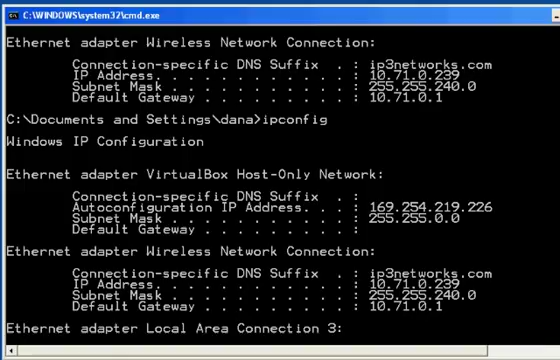 C:\WINDOWS\system32\cmd.exe
Ethernet adapter Wireless Network Connection:
Connection-specific DNS Suffix  . : ip3networks.com
IP Address. . . . . . . . . . . . : 10.71.0.239
Subnet Mask . . . . . . . . . . . : 255.255.240.0
Default Gateway . . . . . . . . . : 10.71.0.1
C:\Documents and Settings\dana>ipconfig
Windows IP Configuration
Ethernet adapter VirtualBox Host-Only Network:
Connection-specific DNS Suffix  . :
Autoconfiguration IP Address. . . : 169.254.219.226
Subnet Mask . . . . . . . . . . . : 255.255.0.0
Default Gateway . . . . . . . . . :
Ethernet adapter Wireless Network Connection:
Connection-specific DNS Suffix  . : ip3networks.com
IP Address. . . . . . . . . . . . : 10.71.0.239
Subnet Mask . . . . . . . . . . . : 255.255.240.0
Default Gateway . . . . . . . . . : 10.71.0.1
Ethernet adapter Local Area Connection 3: